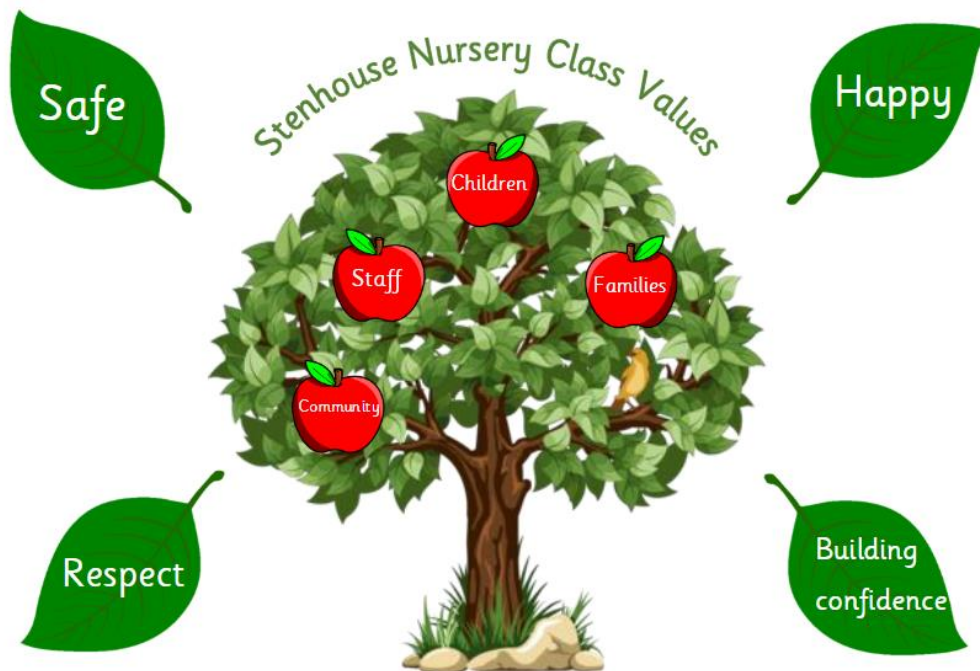 Stenhouse Nursery Class Values
Safe
Happy
Children
Staff
Families
Community
Respect
Building
confidence